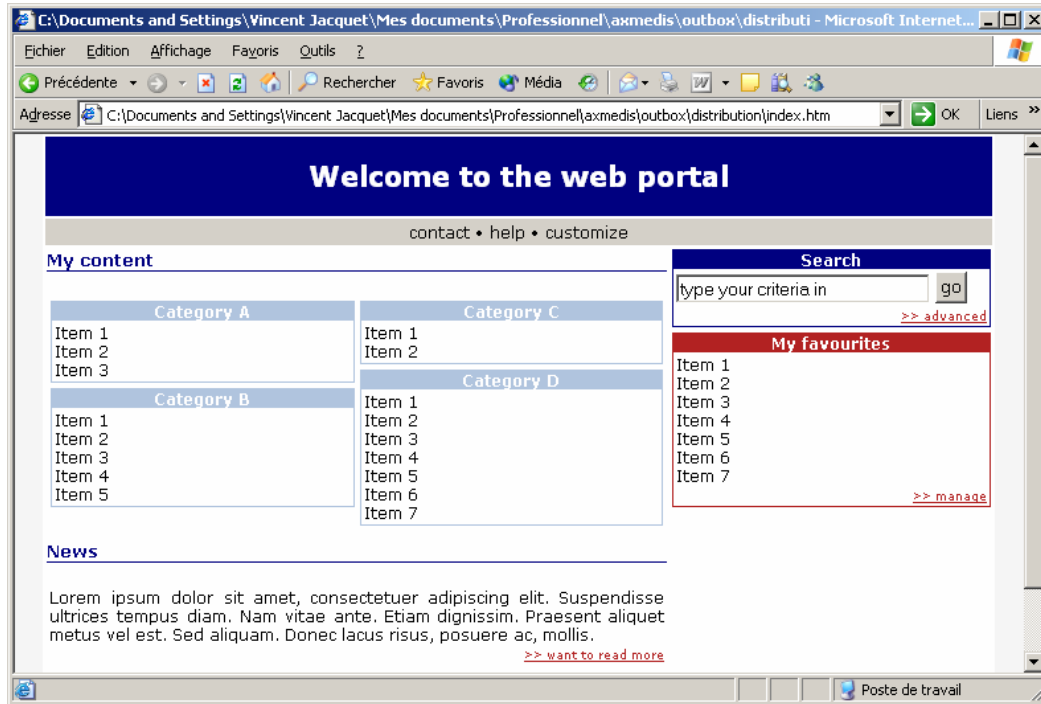 C:\Documents and Settings\Vincent Jacquet\Mes documents\Professionnel\axmedis\outbox\distributi - Microsoft Internet...
Fichier Edition Affichage Favoris Outils ?
Précédente Rechercher Favoris Média
Adresse C:\Documents and Settings\Vincent Jacquet\Mes documents\Professionnel\axmedis\outbox\distribution\index.htm OK Liens »
Welcome to the web portal
contact • help • customize
My content
Category A
Item 1
Item 2
Item 3
Category B
Item 1
Item 2
Item 3
Item 4
Item 5
Category C
Item 1
Item 2
Category D
Item 1
Item 2
Item 3
Item 4
Item 5
Item 6
Item 7
News
Lorem ipsum dolor sit amet, consectetuer adipiscing elit. Suspendisse
ultrices tempus diam. Nam vitae ante. Etiam dignissim. Praesent aliquet
metus vel est. Sed aliquam. Donec lacus risus, posuere ac, mollis.
>> want to read more
Search
type your criteria in go
>> advanced
My favourites
Item 1
Item 2
Item 3
Item 4
Item 5
Item 6
Item 7
>> manage
Poste de travail